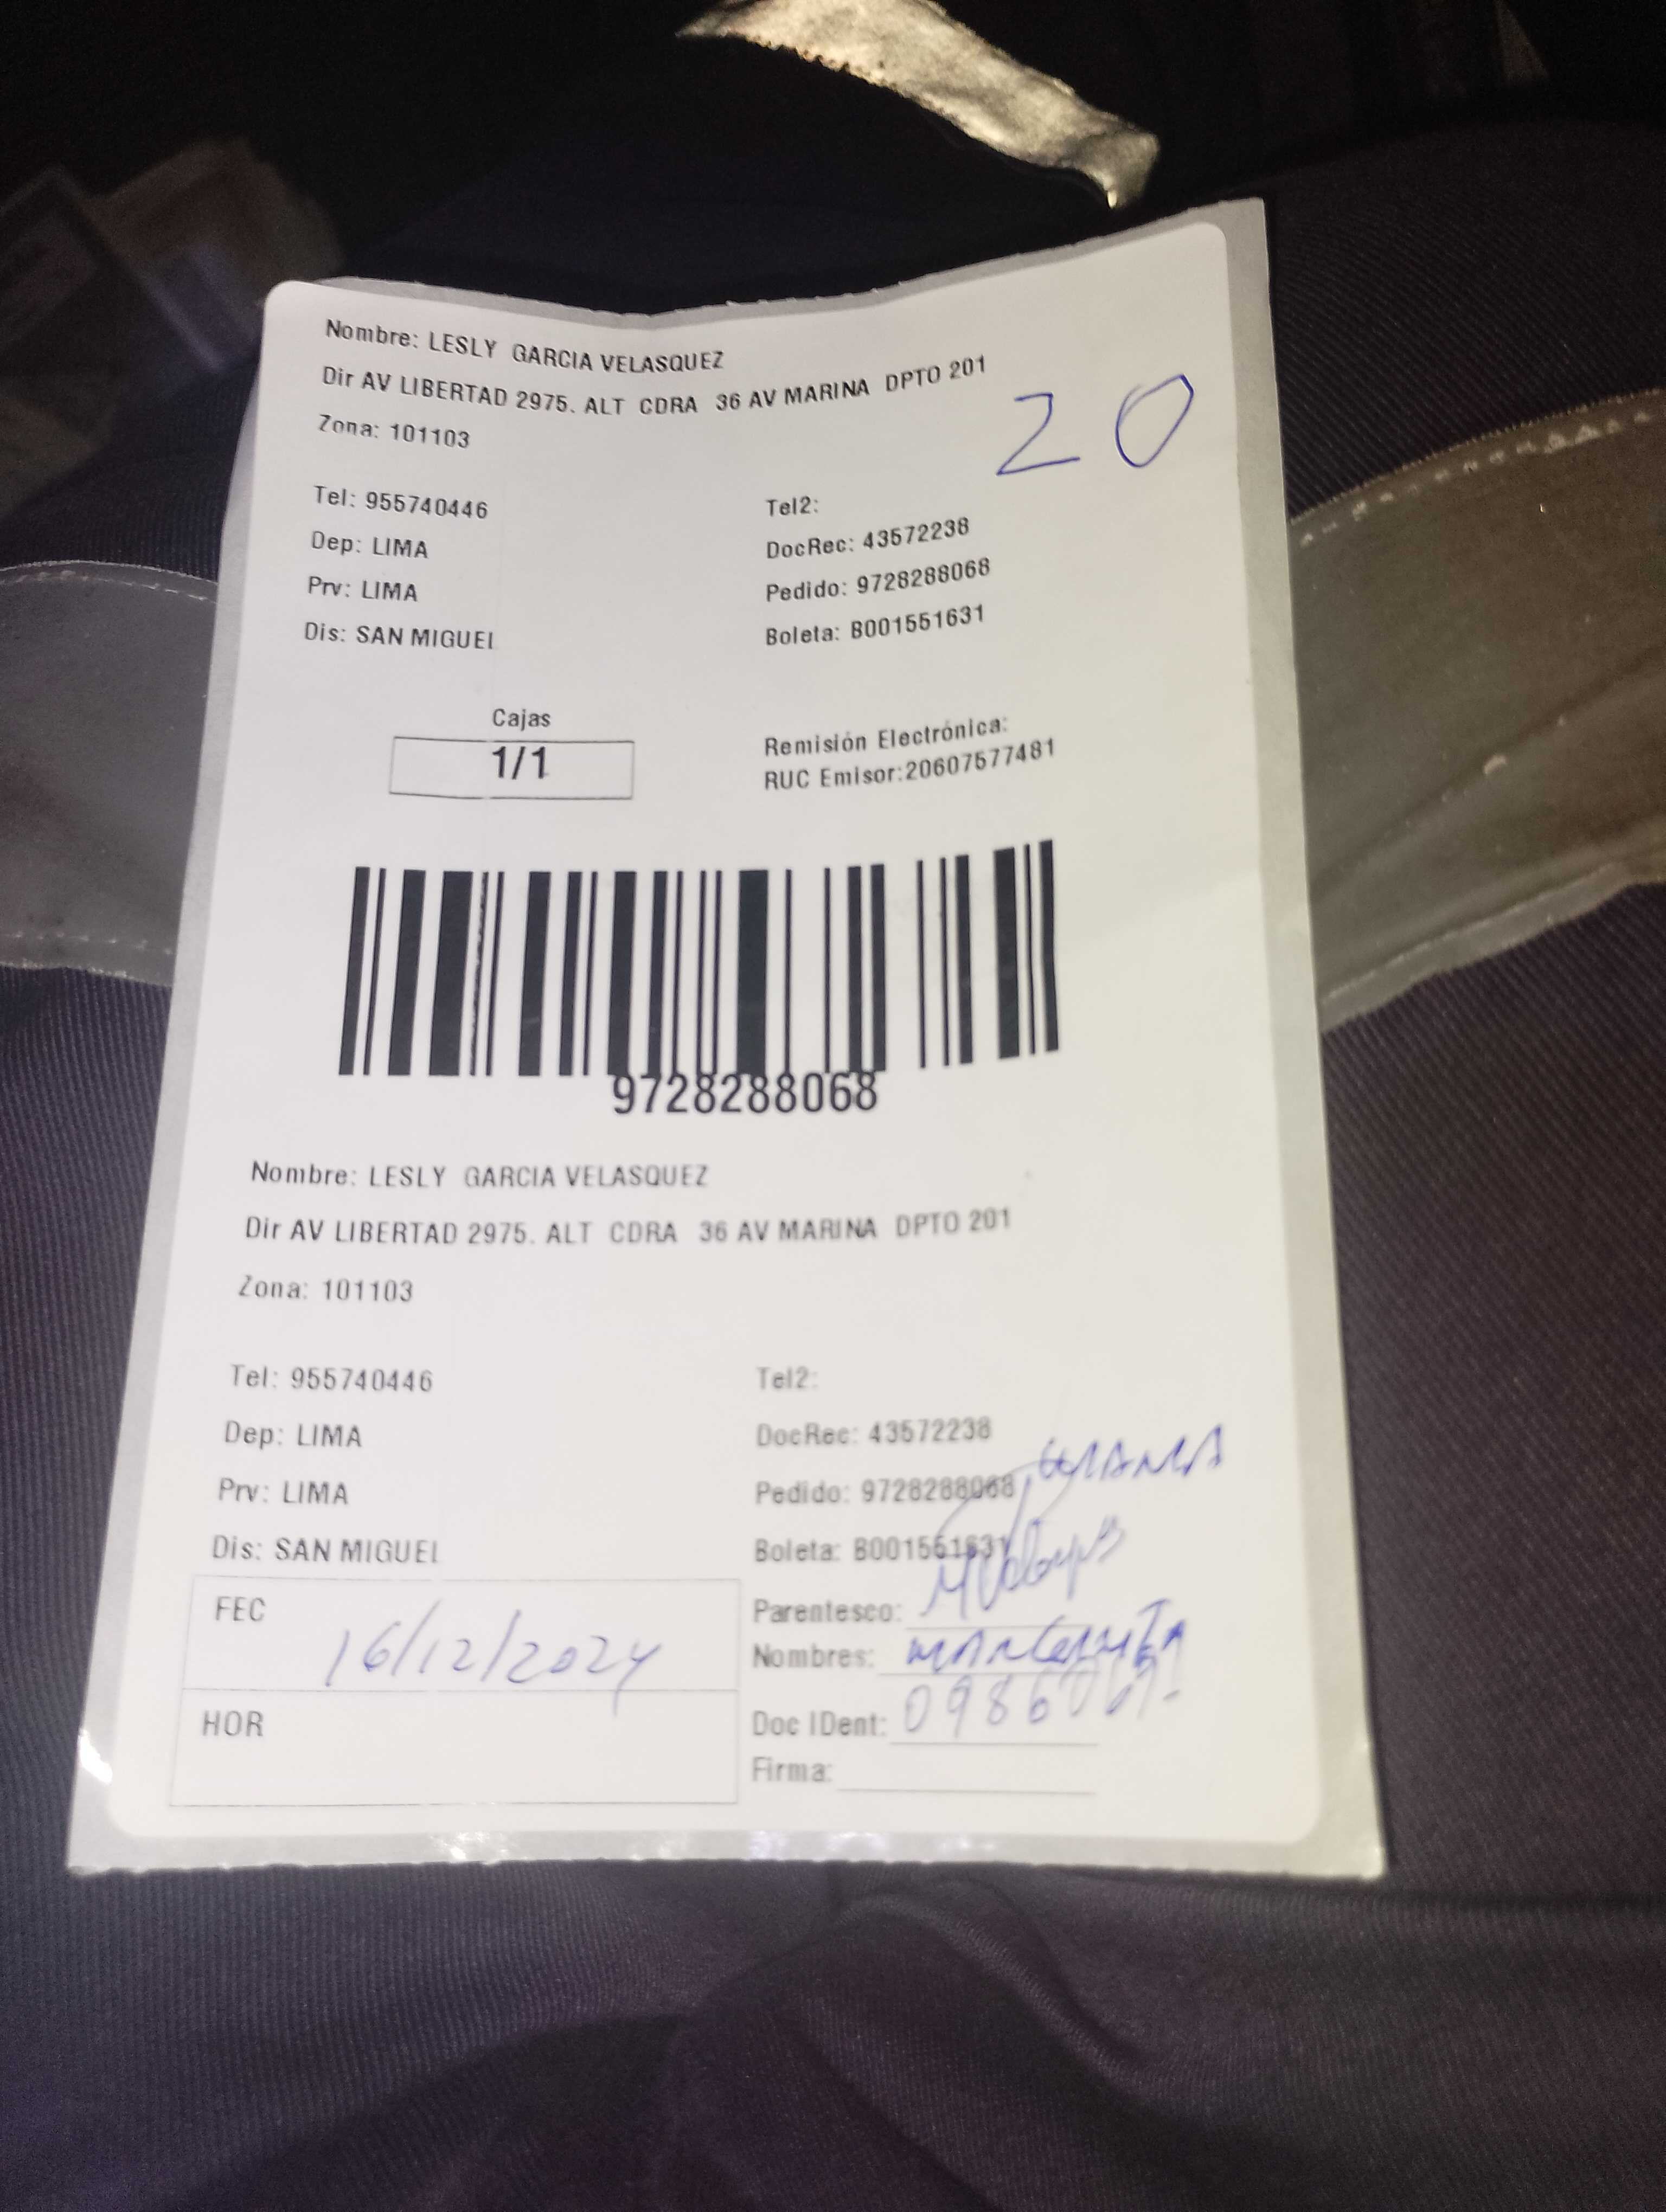 Nombre: LESLY GARCIA VELASQUEZ
Dir AV LIBERTAD 2975. ALT CDRA 36 AV MARINA DPTO 201
20
Zona: 101103
Tel: 955740446 Tel2:
Dep: LIMA DocRec: 43572238
Prv: LIMA Pedido: 9728288068
Dis: SAN MIGUEL Boleta: B001551631
Cajas
1/1
Remisión Electrónica:
RUC Emisor:20607577481
9728288068
Nombre: LESLY GARCIA VELASQUEZ
Dir AV LIBERTAD 2975. ALT CDRA 36 AV MARINA DPTO 201
Zona: 101103
Tel: 955740446 Tel2:
Dep: LIMA DocRec: 43572238
Prv: LIMA Pedido: 9728288068
Dis: SAN MIGUEL Boleta: B001551631
FEC 16/12/2024
HOR
Parentesco:
Nombres: MARGARITA
Doc IDent:
Firma: